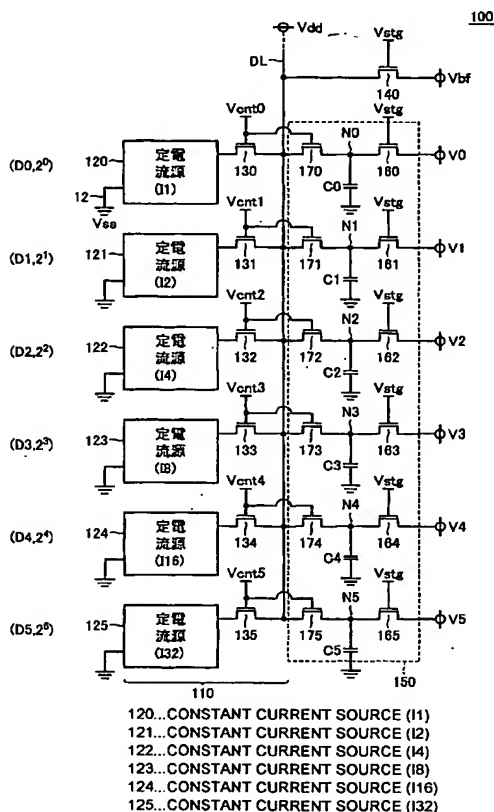 100
Vdd
DL
Vstg
140
Vbf
Vcnt0
Vstg
N0
(D0,2⁰)
120
定電
流源
(I1)
130
170
160
V0
12
C0
Vss
Vcnt1
N1
Vstg
(D1,2¹)
121
定電
流源
(I2)
131
171
161
V1
C1
Vcnt2
N2
Vstg
(D2,2²)
122
定電
流源
(I4)
132
172
162
V2
C2
Vcnt3
N3
Vstg
(D3,2³)
123
定電
流源
(I8)
133
173
163
V3
C3
Vcnt4
N4
Vstg
(D4,2⁴)
124
定電
流源
(I16)
134
174
164
V4
C4
Vcnt5
N5
Vstg
(D5,2⁵)
125
定電
流源
(I32)
135
175
165
V5
C5
110
150
120...CONSTANT CURRENT SOURCE (I1)
121...CONSTANT CURRENT SOURCE (I2)
122...CONSTANT CURRENT SOURCE (I4)
123...CONSTANT CURRENT SOURCE (I8)
124...CONSTANT CURRENT SOURCE (I16)
125...CONSTANT CURRENT SOURCE (I32)